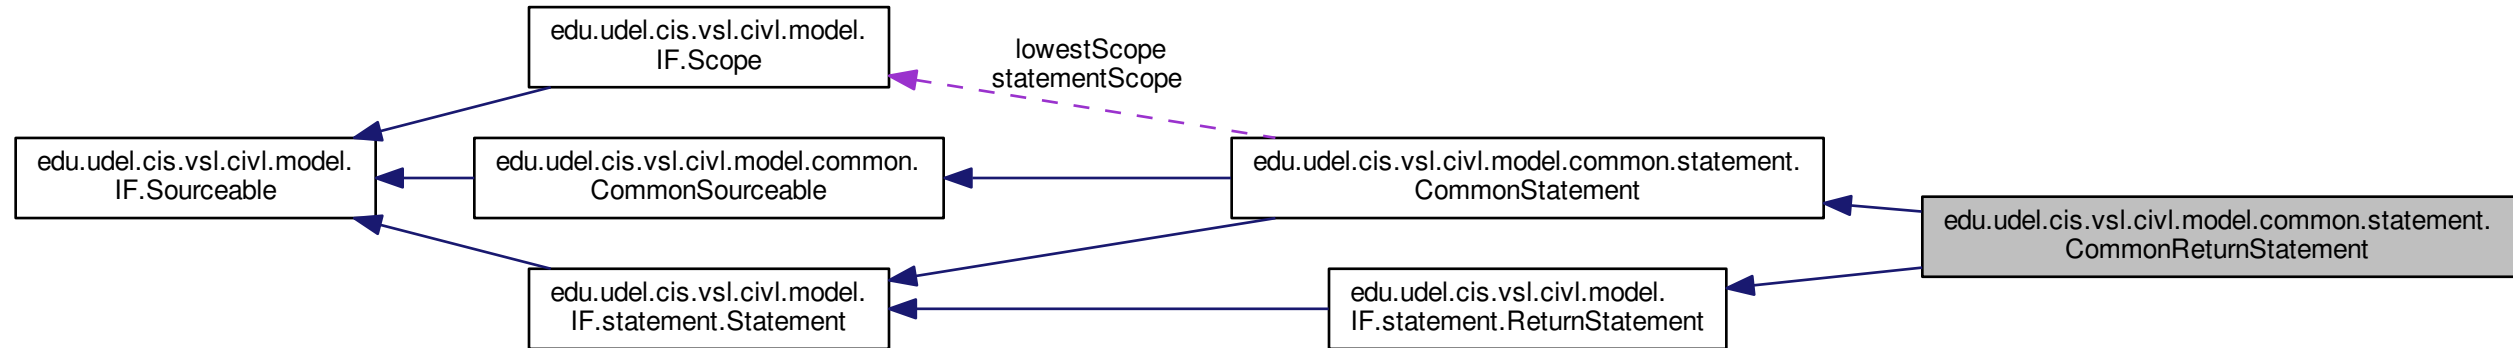 edu.udel.cis.vsl.civl.model.
IF.Scope
lowestScope
statementScope
edu.udel.cis.vsl.civl.model.
IF.Sourceable
edu.udel.cis.vsl.civl.model.common.
CommonSourceable
edu.udel.cis.vsl.civl.model.common.statement.
CommonStatement
edu.udel.cis.vsl.civl.model.common.statement.
CommonReturnStatement
edu.udel.cis.vsl.civl.model.
IF.statement.Statement
edu.udel.cis.vsl.civl.model.
IF.statement.ReturnStatement